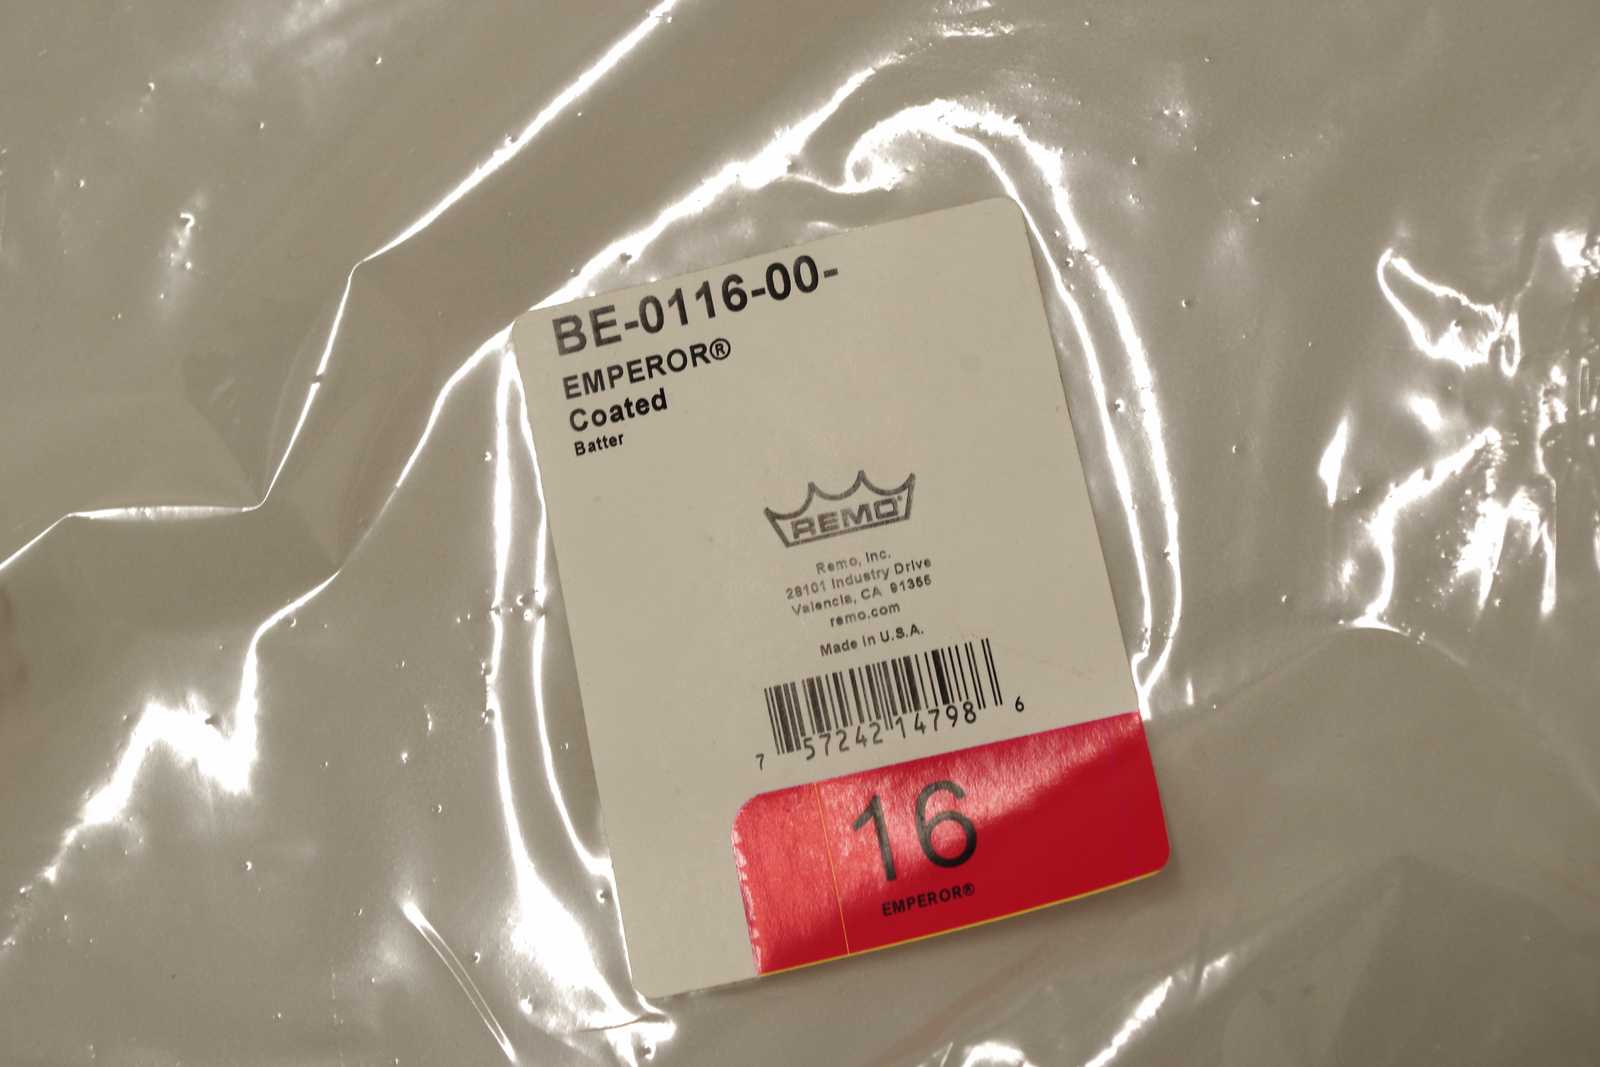 BE-0116-00-
EMPEROR®
Coated
Batter
REMO
Remo, Inc.
28101 Industry Drive
Valencia, CA 91355
remo.com
Made in U.S.A.
7 57242 14798 6
16
EMPEROR®